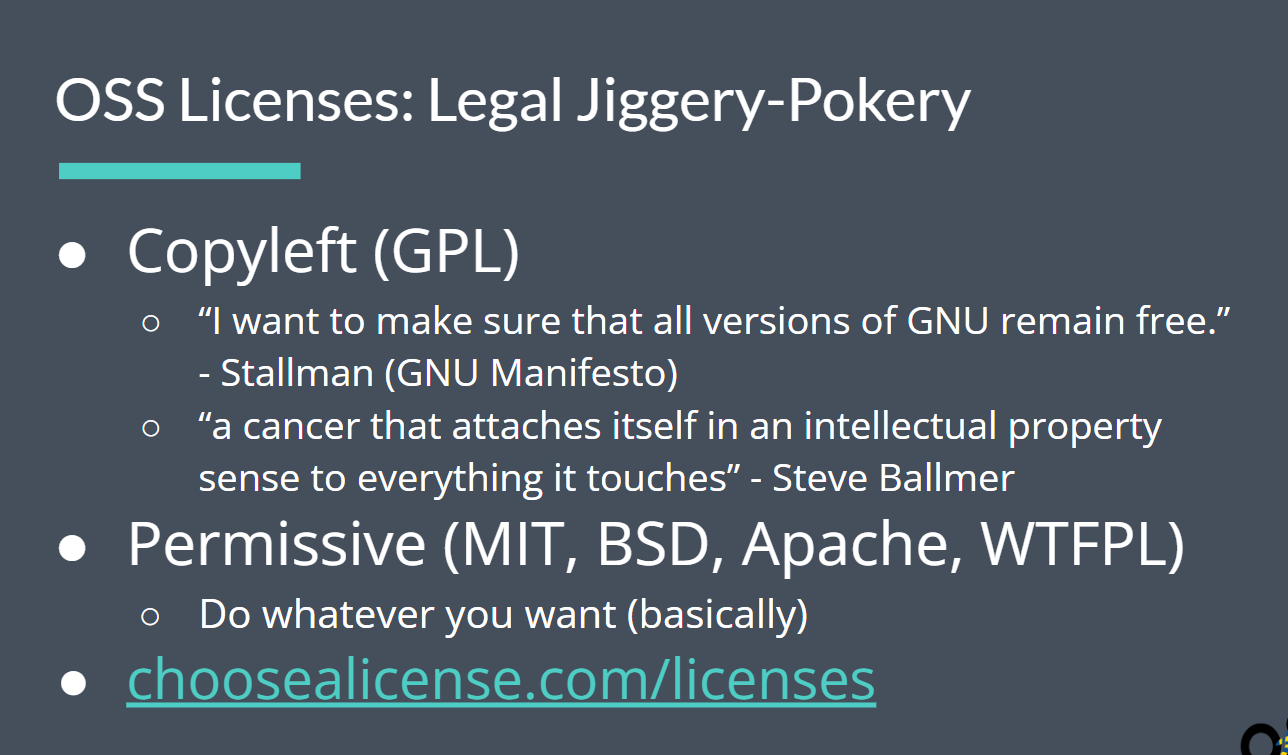 OSS Licenses: Legal Jiggery-Pokery
● Copyleft (GPL)
○ “I want to make sure that all versions of GNU remain free.”
- Stallman (GNU Manifesto)
○ “a cancer that attaches itself in an intellectual property
sense to everything it touches” - Steve Ballmer
● Permissive (MIT, BSD, Apache, WTFPL)
○ Do whatever you want (basically)
● choosealicense.com/licenses